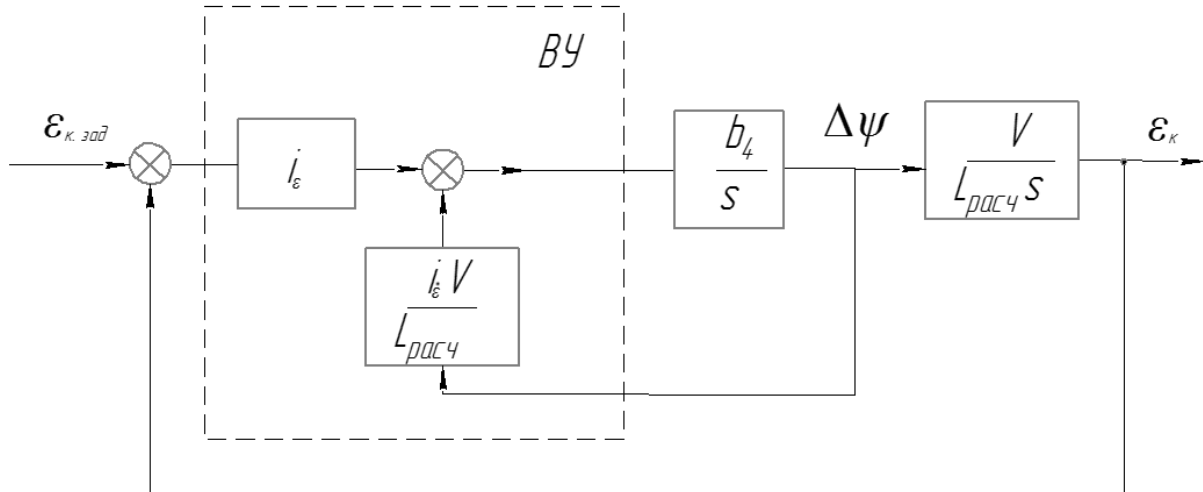 ВУ
ε к. зад
i ε
b 4
s
Δψ
V
L расч s
ε к
i ε̇ V
L расч